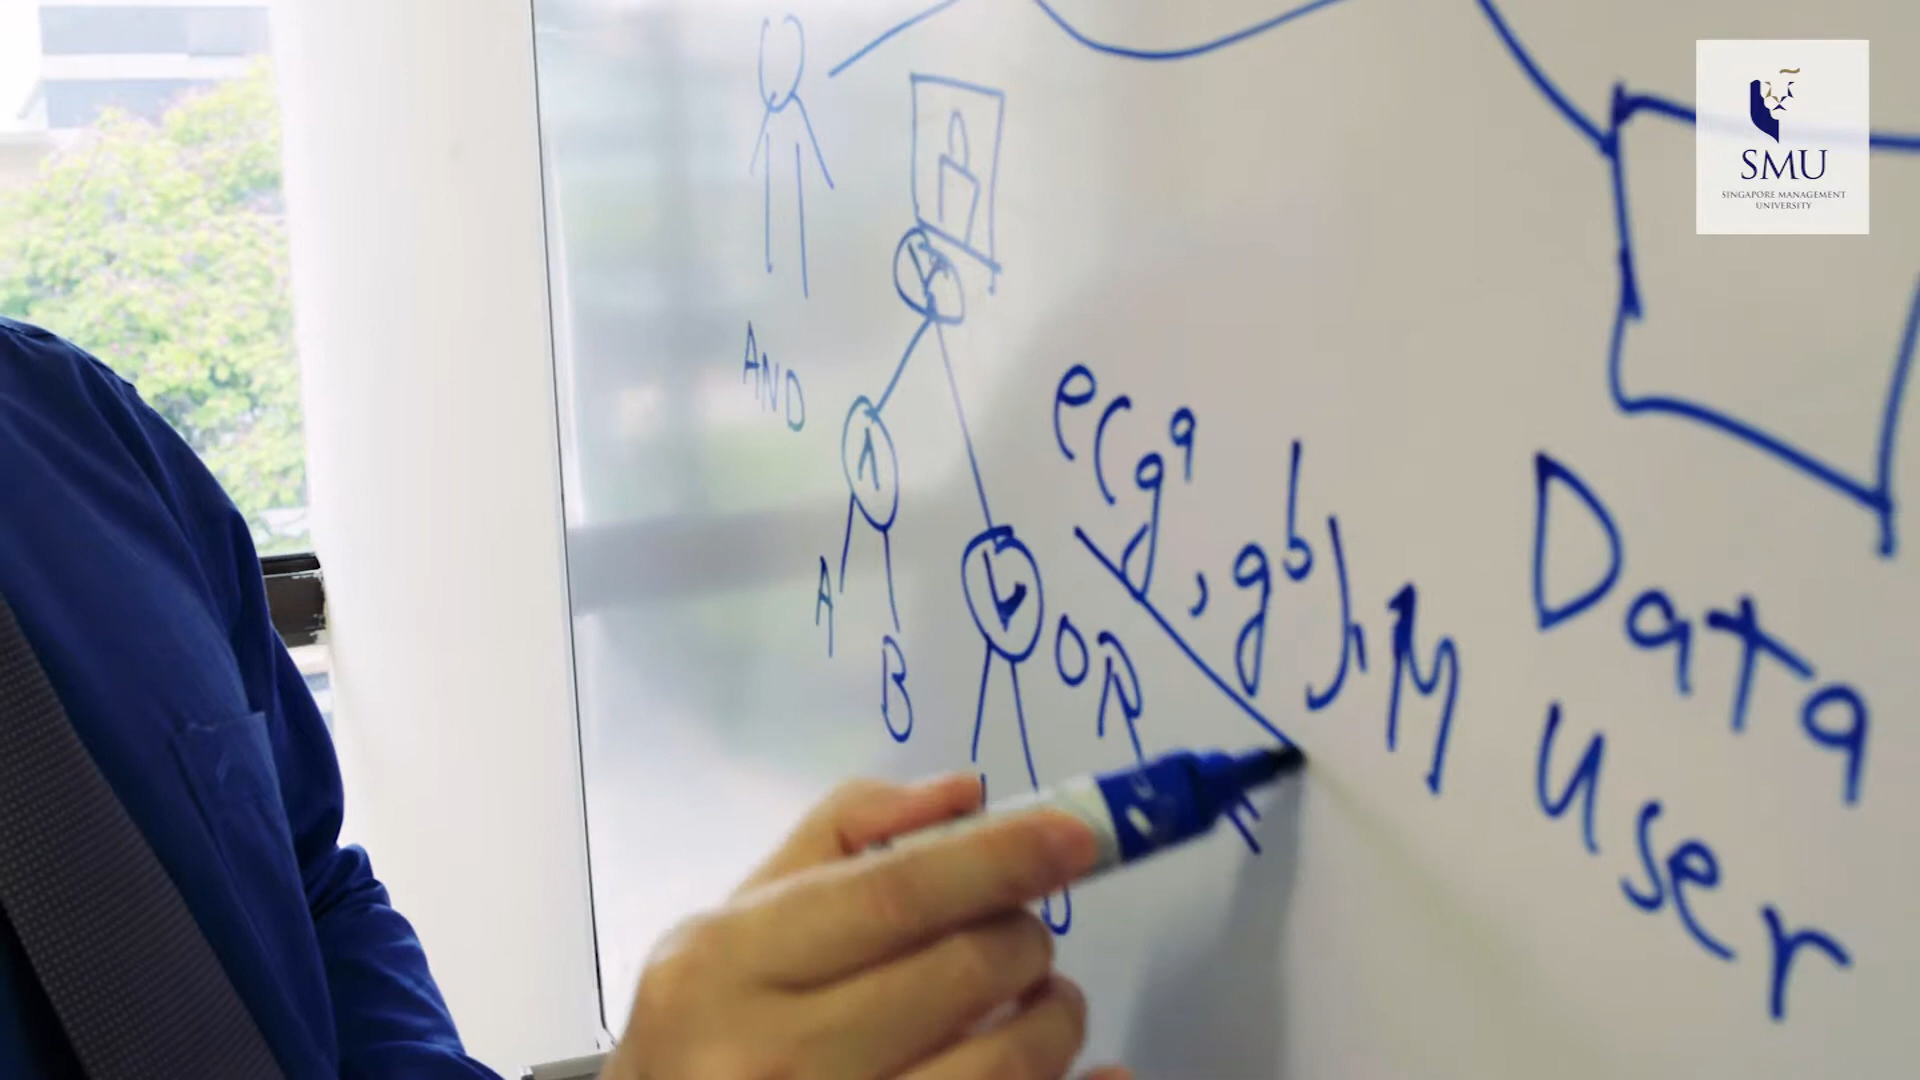 SMU
SINGAPORE MANAGEMENT
UNIVERSITY
AND
A
B
OR
e(g^a, g^b), M
Data
User